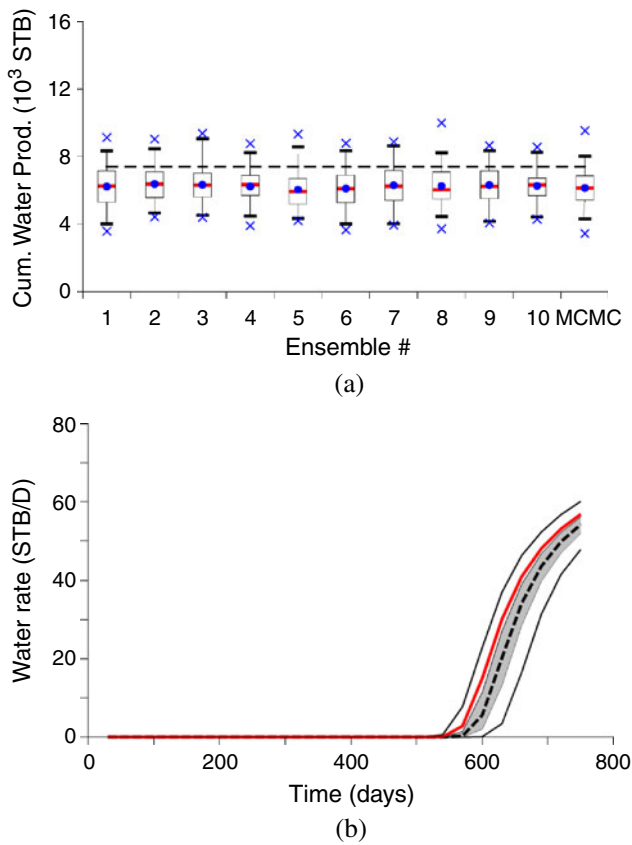 16
12
8
4
0
Cum. Water Prod. (10³ STB)
1 2 3 4 5 6 7 8 9 10 MCMC
Ensemble #
(a)
80
60
40
20
0
Water rate (STB/D)
0 200 400 600 800
Time (days)
(b)